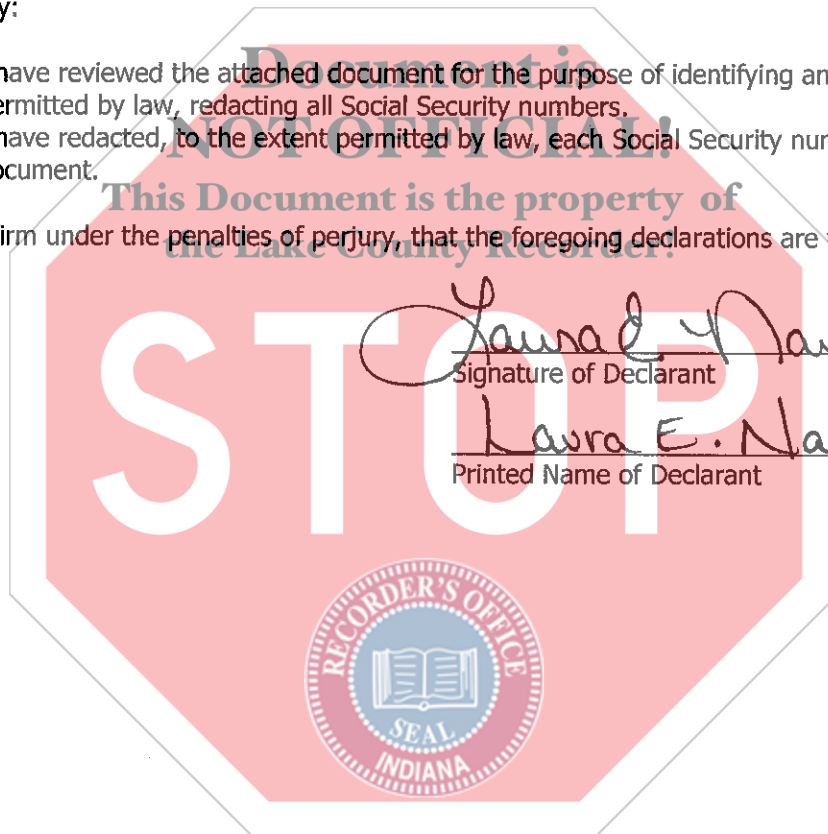 y:
have reviewed the attached document for the purpose of identifying an
ermitted by law, redacting all Social Security numbers.
have redacted, to the extent permitted by law, each Social Security nur
ocument.
irm under the penalties of perjury, that the foregoing declarations are
Document is
NOT OFFICIAL!
This Document is the property of
the Lake County Recorder!
Laura E. Na
Signature of Declarant
Laura E. Na
Printed Name of Declarant
STOP
RECORDER'S OFFICE
SEAL
INDIANA